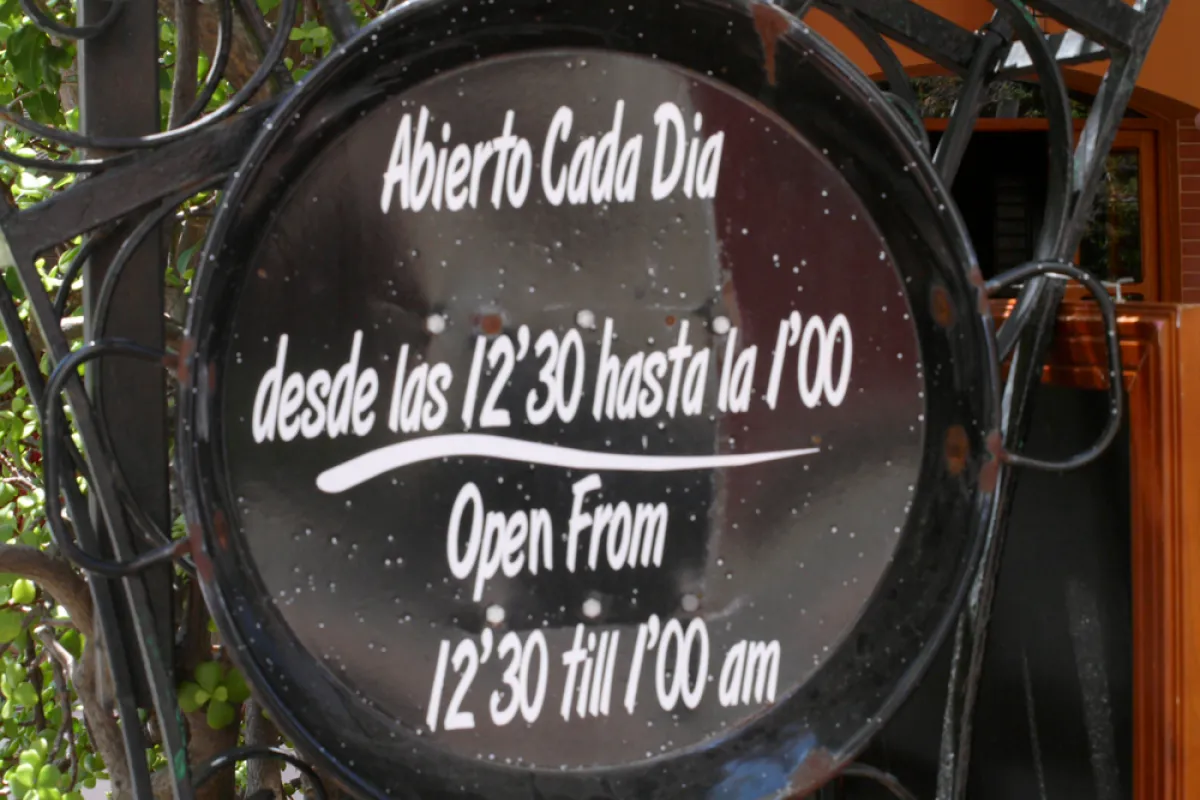 Abierto Cada Dia
desde las 12'30 hasta la 1'00
Open From
12'30 till 1'00 am